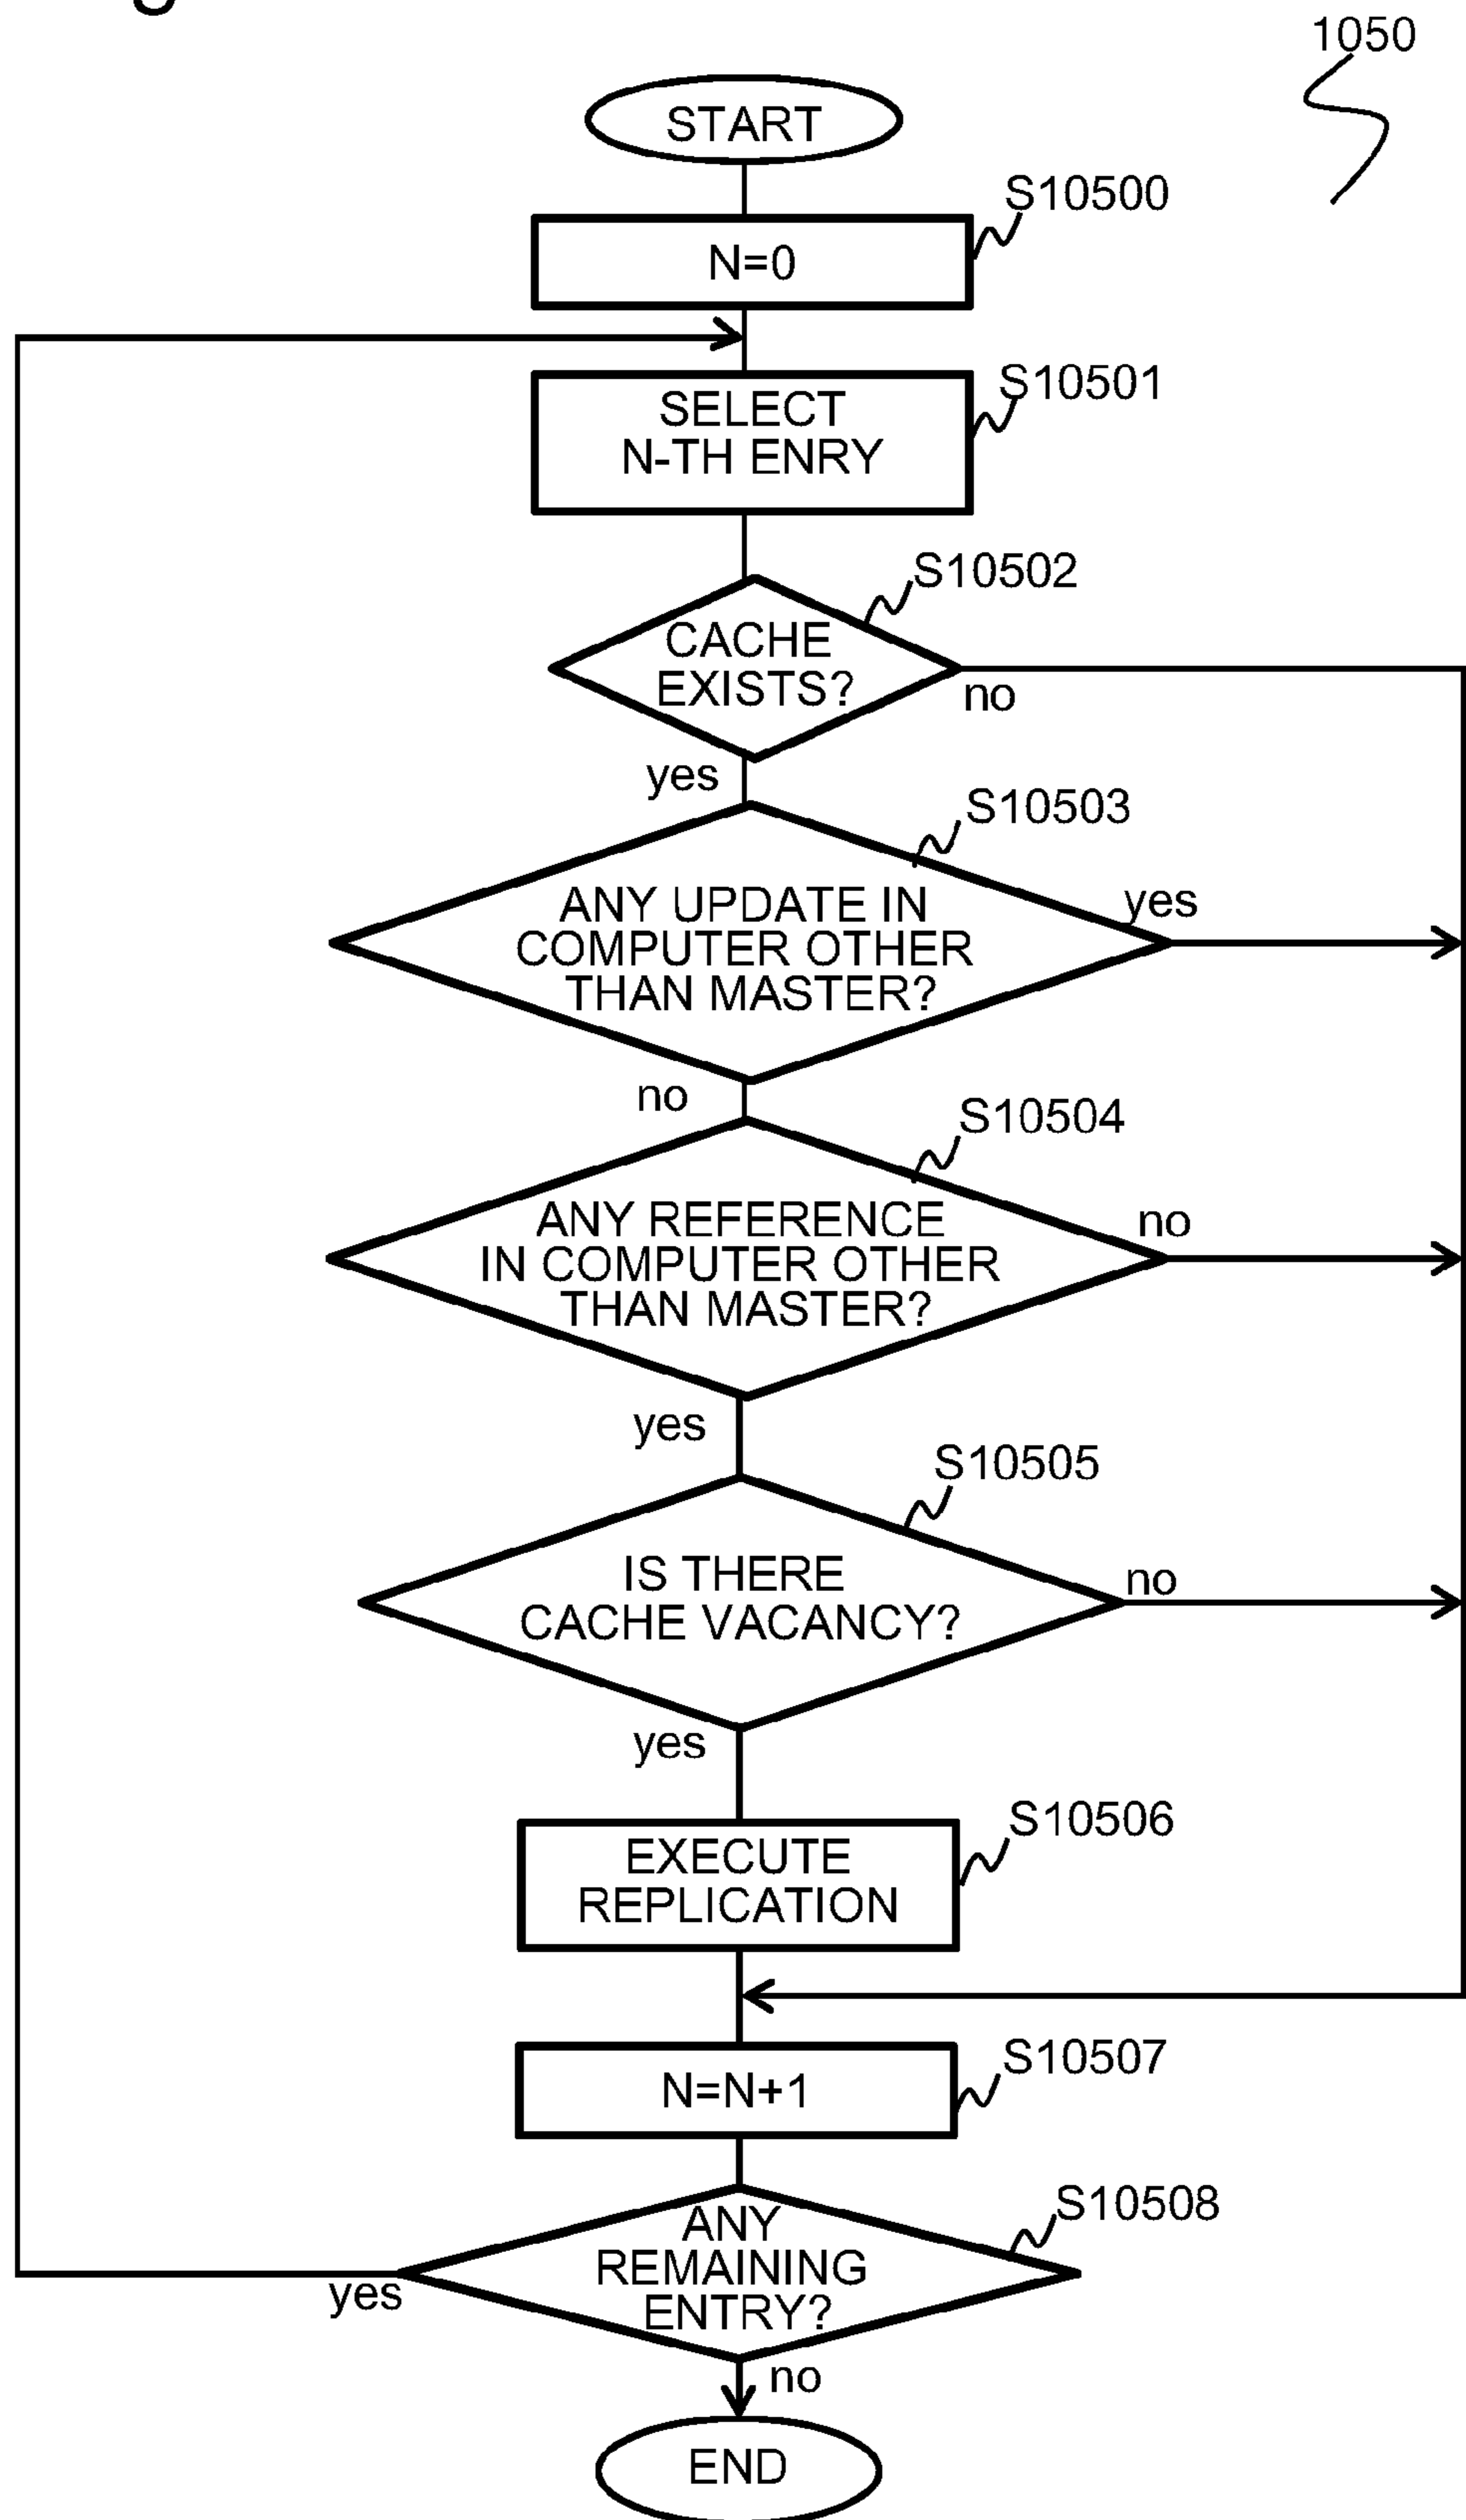 1050
START
S10500
N=0
S10501
SELECT
N-TH ENRY
S10502
CACHE
EXISTS?
no
yes
S10503
ANY UPDATE IN
COMPUTER OTHER
THAN MASTER?
yes
no
S10504
ANY REFERENCE
IN COMPUTER OTHER
THAN MASTER?
no
yes
S10505
IS THERE
CACHE VACANCY?
no
yes
S10506
EXECUTE
REPLICATION
S10507
N=N+1
S10508
ANY
REMAINING
ENTRY?
yes
no
END